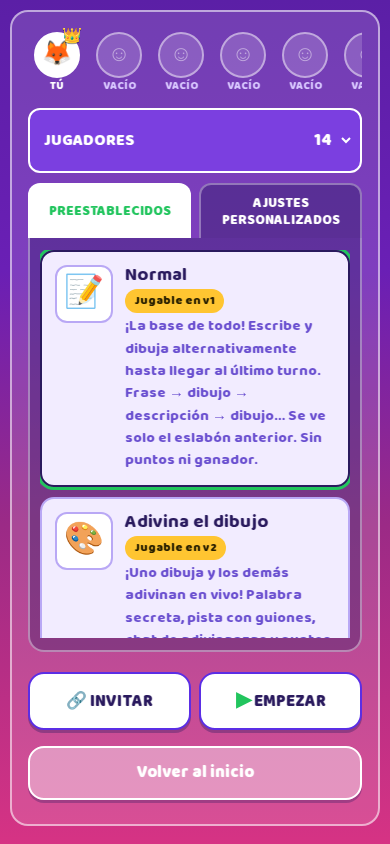 TÚ
VACÍO
VACÍO
VACÍO
VACÍO
JUGADORES
14
PREESTABLECIDOS
AJUSTES
PERSONALIZADOS
Normal
Jugable en v1
¡La base de todo! Escribe y
dibuja alternativamente
hasta llegar al último turno.
Frase → dibujo →
descripción → dibujo... Se ve
solo el eslabón anterior. Sin
puntos ni ganador.
Adivina el dibujo
Jugable en v2
¡Uno dibuja y los demás
adivinan en vivo! Palabra
secreta, pista con guiones,
INVITAR
EMPEZAR
Volver al inicio